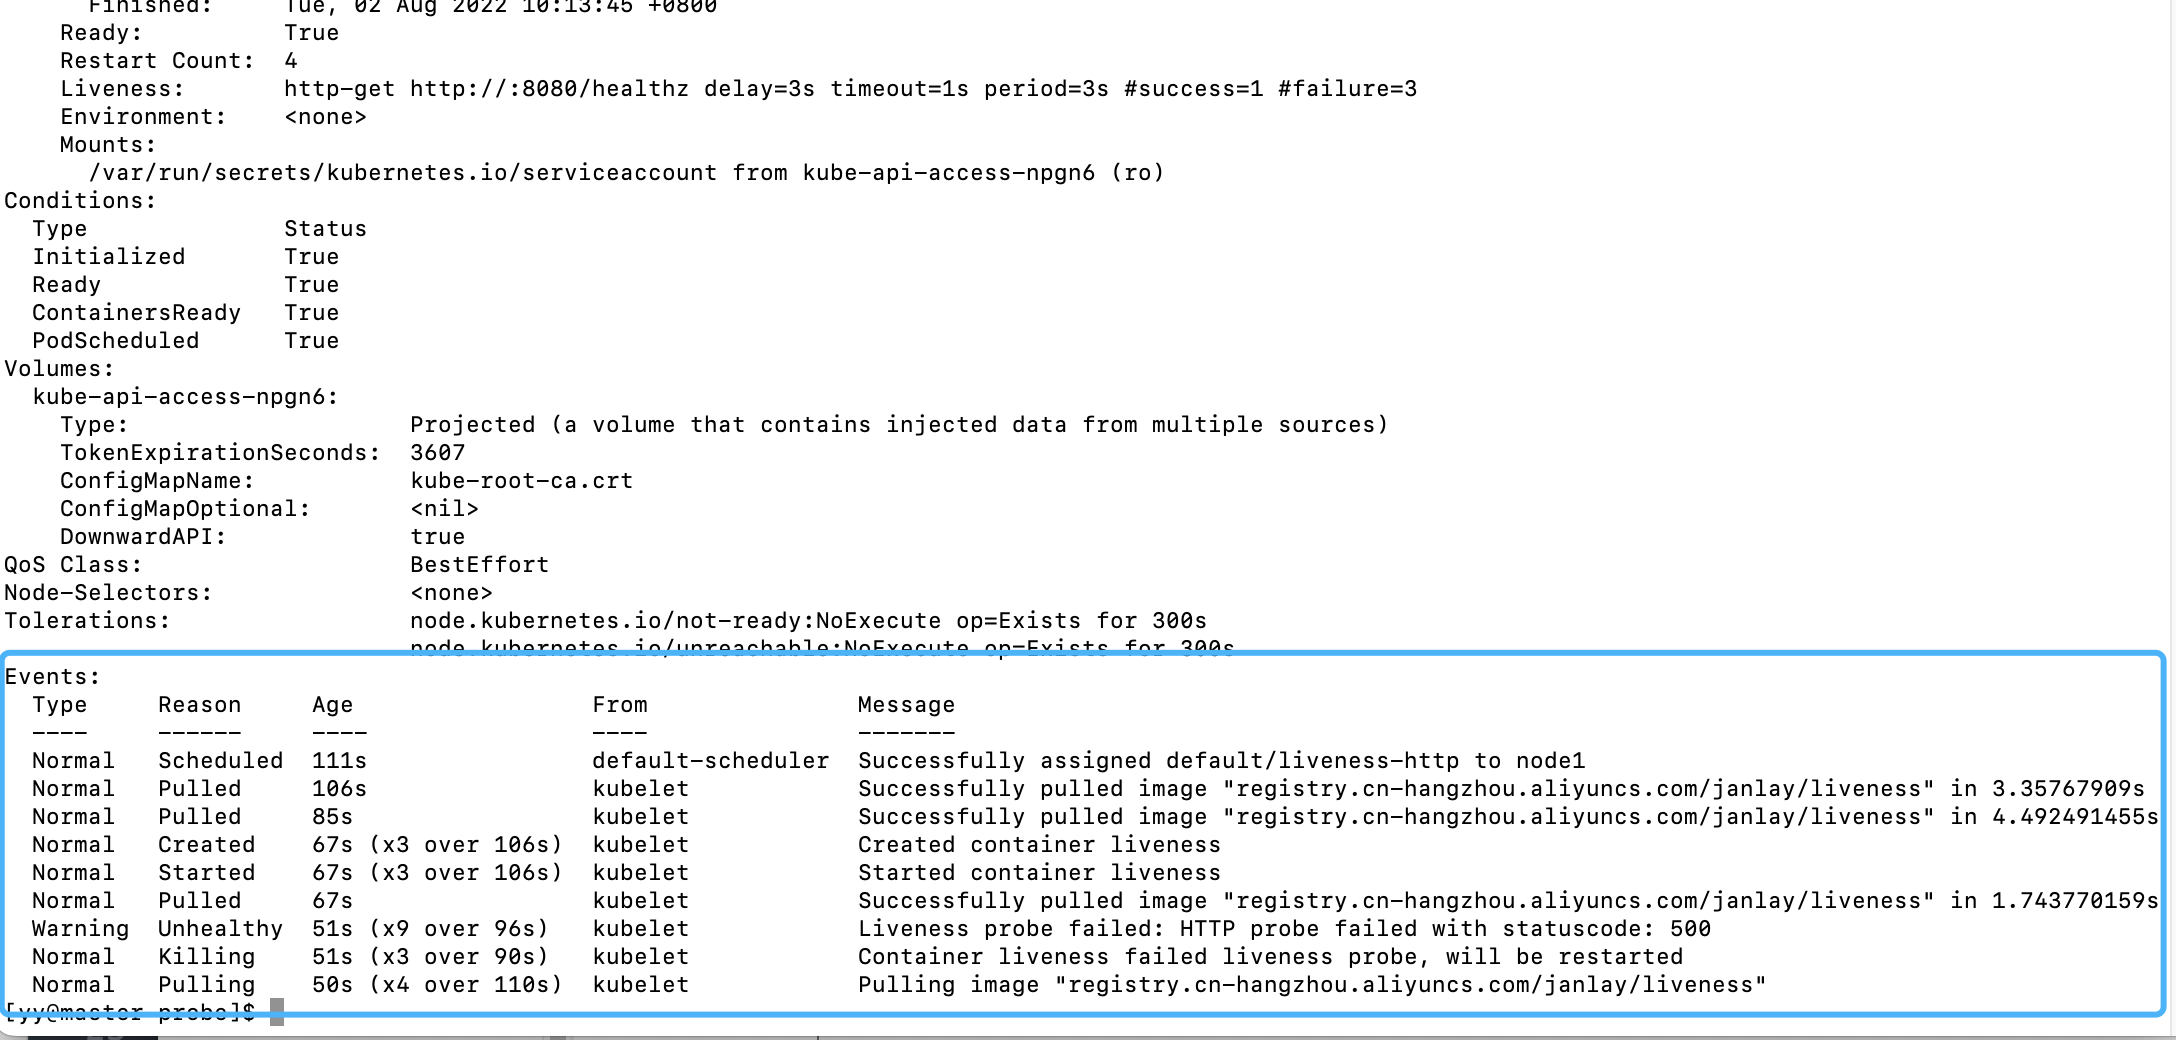 Finished:     Tue, 02 Aug 2022 10:13:45 +0800
    Ready:          True
    Restart Count:  4
    Liveness:       http-get http://:8080/healthz delay=3s timeout=1s period=3s #success=1 #failure=3
    Environment:    <none>
    Mounts:
      /var/run/secrets/kubernetes.io/serviceaccount from kube-api-access-npgn6 (ro)
Conditions:
  Type              Status
  Initialized       True
  Ready             True
  ContainersReady   True
  PodScheduled      True
Volumes:
  kube-api-access-npgn6:
    Type:                    Projected (a volume that contains injected data from multiple sources)
    TokenExpirationSeconds:  3607
    ConfigMapName:           kube-root-ca.crt
    ConfigMapOptional:       <nil>
    DownwardAPI:             true
QoS Class:                   BestEffort
Node-Selectors:              <none>
Tolerations:                 node.kubernetes.io/not-ready:NoExecute op=Exists for 300s
                             node.kubernetes.io/unreachable:NoExecute op=Exists for 300s
Events:
  Type     Reason     Age                 From               Message
  ----     ------     ----                ----               -------
  Normal   Scheduled  111s                default-scheduler  Successfully assigned default/liveness-http to node1
  Normal   Pulled     106s                kubelet            Successfully pulled image "registry.cn-hangzhou.aliyuncs.com/janlay/liveness" in 3.35767909s
  Normal   Pulled     85s                 kubelet            Successfully pulled image "registry.cn-hangzhou.aliyuncs.com/janlay/liveness" in 4.492491455s
  Normal   Created    67s (x3 over 106s)  kubelet            Created container liveness
  Normal   Started    67s (x3 over 106s)  kubelet            Started container liveness
  Normal   Pulled     67s                 kubelet            Successfully pulled image "registry.cn-hangzhou.aliyuncs.com/janlay/liveness" in 1.743770159s
  Warning  Unhealthy  51s (x9 over 96s)   kubelet            Liveness probe failed: HTTP probe failed with statuscode: 500
  Normal   Killing    51s (x3 over 90s)   kubelet            Container liveness failed liveness probe, will be restarted
  Normal   Pulling    50s (x4 over 110s)  kubelet            Pulling image "registry.cn-hangzhou.aliyuncs.com/janlay/liveness"
[yy@master probe]$